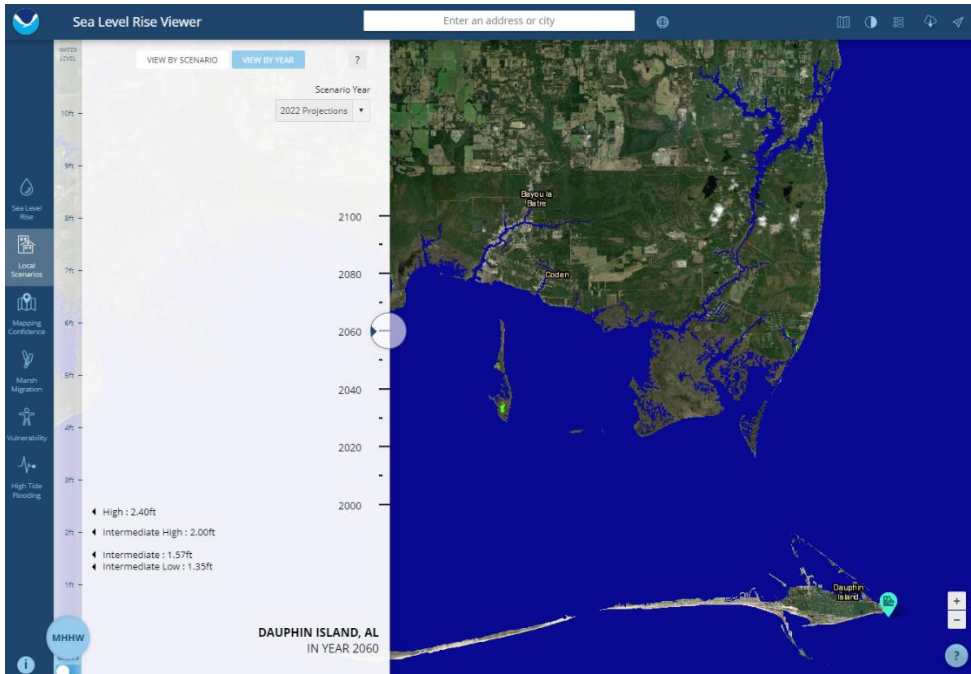 Sea Level Rise Viewer
Enter an address or city
WATER
LEVEL
VIEW BY SCENARIO
VIEW BY YEAR
?
Scenario Year
2022 Projections
10ft
9ft
8ft
7ft
6ft
5ft
4ft
3ft
2ft
1ft
MHHW
Sea Level
Rise
Local
Scenarios
Mapping
Confidence
Marsh
Migration
Vulnerability
High Tide
Flooding
2100
2080
2060
2040
2020
2000
High : 2.40ft
Intermediate High : 2.00ft
Intermediate : 1.57ft
Intermediate Low : 1.35ft
DAUPHIN ISLAND, AL
IN YEAR 2060
Bayou la
Batre
Coden
Dauphin
Island
+
−
?
i